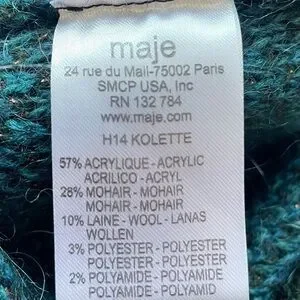 maje
24 rue du Mail-75002 Paris
SMCP USA, Inc
RN 132 784
www.maje.com
H14 KOLETTE
57% ACRYLIQUE - ACRYLIC
ACRILICO - ACRYL
28% MOHAIR - MOHAIR
MOHAIR - MOHAIR
10% LAINE - WOOL - LANAS
WOLLEN
3% POLYESTER - POLYESTER
POLYESTER - POLYESTER
2% POLYAMIDE - POLYAMIDE
POLYAMID - POLYAMID